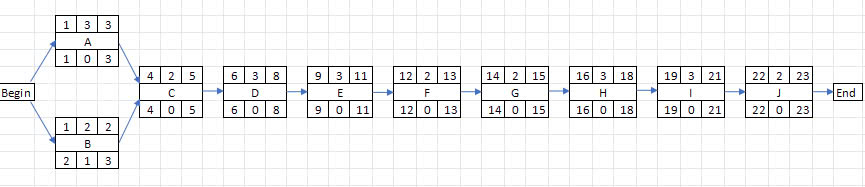 1 3 3
A
1 0 3
Begin
1 2 2
B
2 1 3
4 2 5
C
4 0 5
6 3 8
D
6 0 8
9 3 11
E
9 0 11
12 2 13
F
12 0 13
14 2 15
G
14 0 15
16 3 18
H
16 0 18
19 3 21
I
19 0 21
22 2 23
J
22 0 23
End